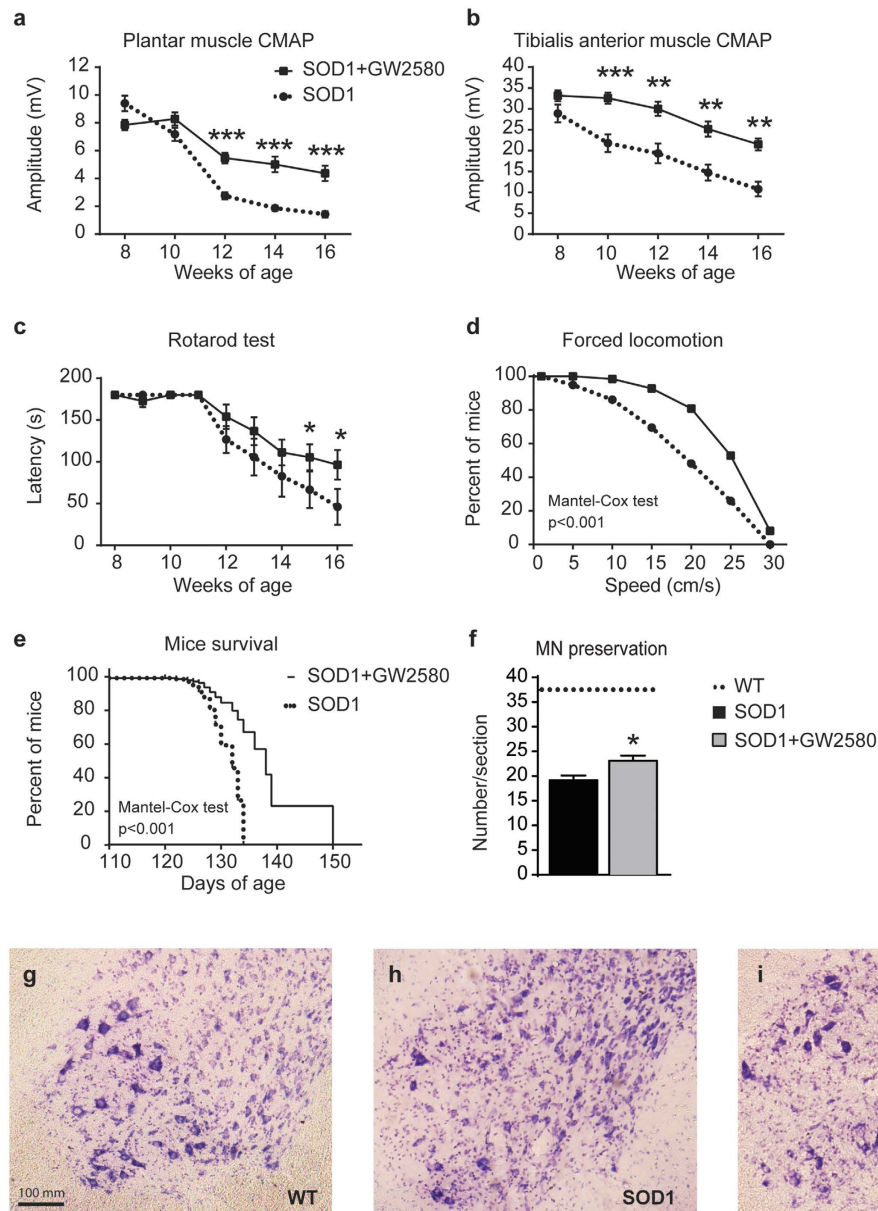 a
Plantar muscle CMAP
Amplitude (mV)
12
10
8
6
4
2
0
*** *** ***
SOD1+GW2580
SOD1
8 10 12 14 16
Weeks of age
b
Tibialis anterior muscle CMAP
Amplitude (mV)
40
35
30
25
20
15
10
5
0
*** ** ** **
8 10 12 14 16
Weeks of age
c
Rotarod test
Latency (s)
200
150
100
50
0
* *
8 10 12 14 16
Weeks of age
d
Forced locomotion
Percent of mice
100
80
60
40
20
0
Mantel-Cox test
p<0.001
0 5 10 15 20 25 30
Speed (cm/s)
e
Mice survival
Percent of mice
100
80
60
40
20
0
SOD1+GW2580
SOD1
Mantel-Cox test
p<0.001
110 120 130 140 150
Days of age
f
MN preservation
Number/section
40
35
30
25
20
15
10
5
0
*
WT
SOD1
SOD1+GW2580
g
100 mm
WT
h
SOD1
i